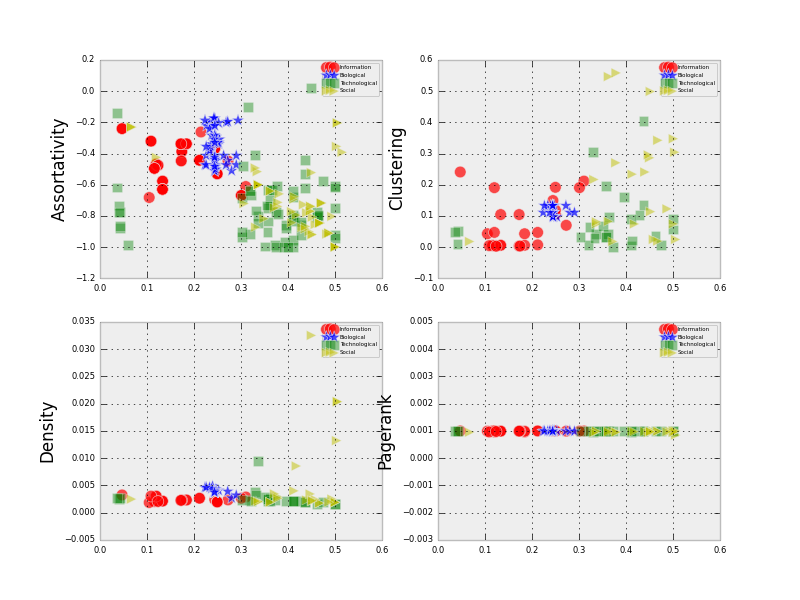 Assortativity
0.2
0.0
−0.2
−0.4
−0.6
−0.8
−1.0
−1.2
0.0 0.1 0.2 0.3 0.4 0.5 0.6
Information
Biological
Technological
Social
Clustering
0.6
0.5
0.4
0.3
0.2
0.1
0.0
−0.1
0.0 0.1 0.2 0.3 0.4 0.5 0.6
Information
Biological
Technological
Social
Density
0.035
0.030
0.025
0.020
0.015
0.010
0.005
0.000
−0.005
0.0 0.1 0.2 0.3 0.4 0.5 0.6
Information
Biological
Technological
Social
Pagerank
0.005
0.004
0.003
0.002
0.001
0.000
−0.001
−0.002
−0.003
0.0 0.1 0.2 0.3 0.4 0.5 0.6
Information
Biological
Technological
Social